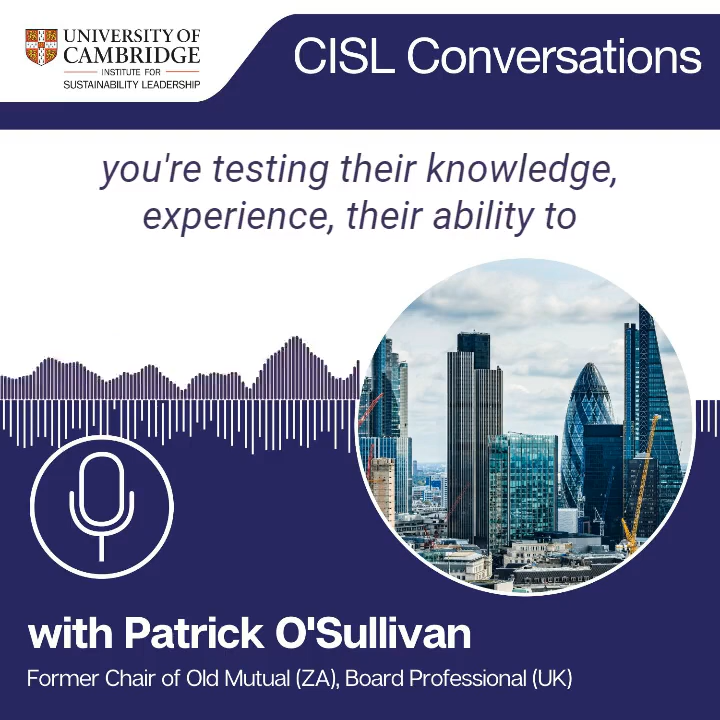 UNIVERSITY OF
CAMBRIDGE
INSTITUTE FOR
SUSTAINABILITY LEADERSHIP
CISL Conversations
you're testing their knowledge,
experience, their ability to
with Patrick O'Sullivan
Former Chair of Old Mutual (ZA), Board Professional (UK)